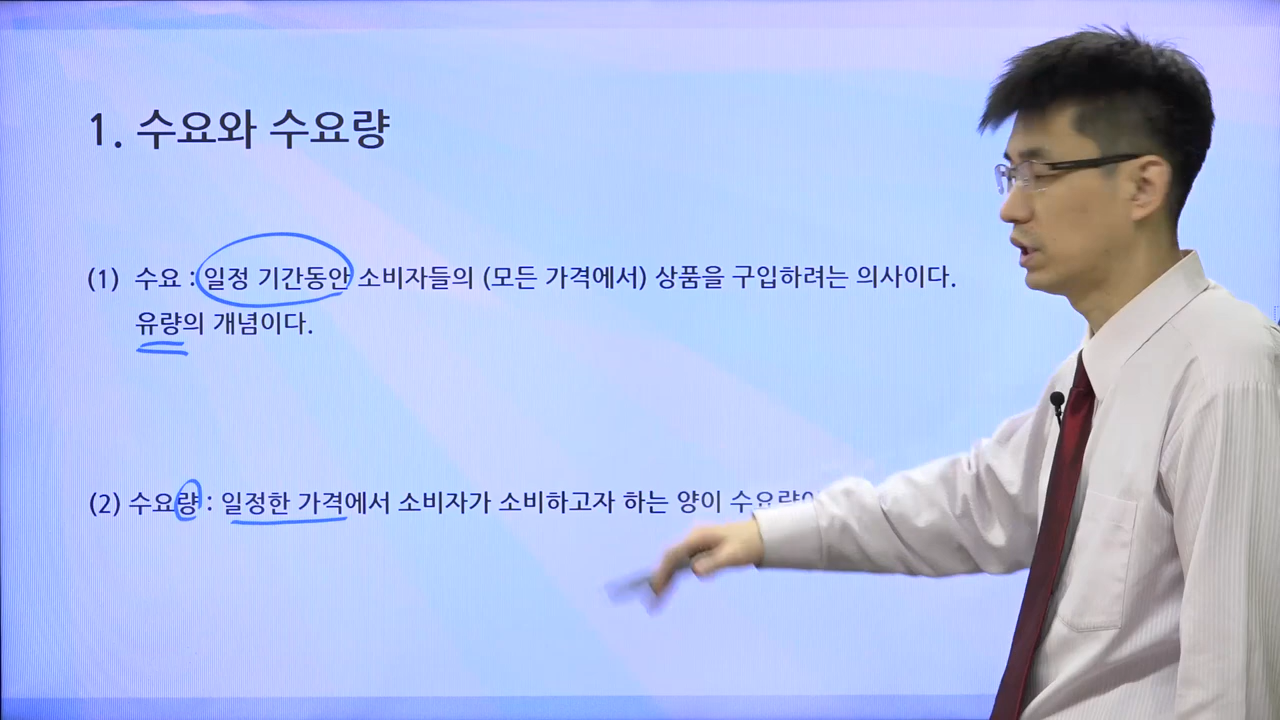 1. 수요와 수요량
(1) 수요 : 일정 기간동안 소비자들의 (모든 가격에서) 상품을 구입하려는 의사이다.
유량의 개념이다.
(2) 수요량 : 일정한 가격에서 소비자가 소비하고자 하는 양이